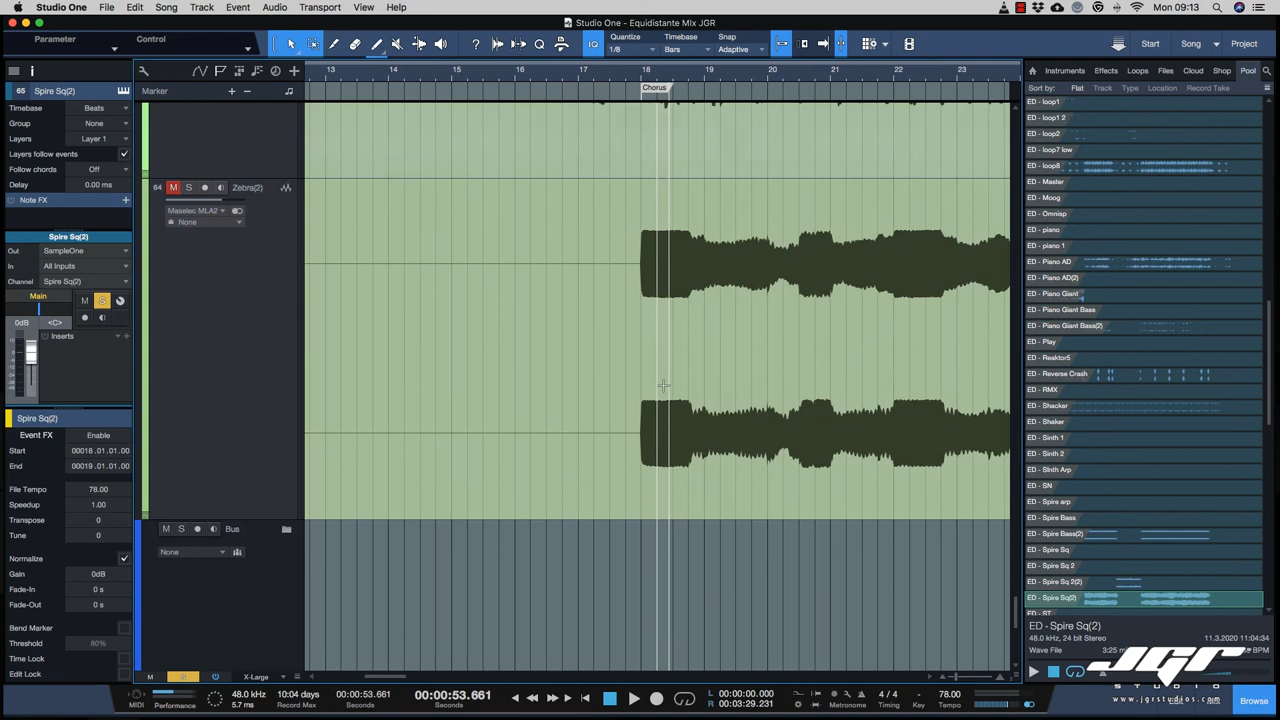 Studio One File Edit Song Track Event Audio Transport View Help Mon 09:13
Studio One - Equidistante MIx JGR
Parameter
Control
IQ
Quantize
1/8
Timebase
Bars
Snap
Adaptive
Start
Song
Project
13 14 15 16 17 18 19 20 21 22 23
Instruments Effects Loops Files Cloud Shop Pool
65 Spire Sq(2)
Marker
Chorus
Sort by: Flat Track Type Location Record Take
Timebase Beats
Group None
Layers Layer 1
Layers follow events
Follow chords Off
Delay 0.00 ms
Note FX
Spire Sq(2)
Out SampleOne
In All Inputs
Channel Spire Sq(2)
Main
M S
0dB <C>
Inserts
Spire Sq(2)
Event FX Enable
Start 00018.01.01.00
End 00019.01.01.00
File Tempo 78.00
Speedup 1.00
Transpose 0
Tune 0
Normalize
Gain 0dB
Fade-In 0 s
Fade-Out 0 s
Bend Marker
Threshold 80%
Time Lock
Edit Lock
64 M S Zebra(2)
Maselec MLA2
None
M S Bus
None
ED - loop1
ED - loop1 2
ED - loop2
ED - loop7 low
ED - loop8
ED - Master
ED - Moog
ED - Omnisp
ED - piano
ED - piano 1
ED - Piano AD
ED - Piano AD(2)
ED - Piano Giant
ED - Piano Giant Bass
ED - Piano Giant Bass(2)
ED - Play
ED - Reaktor5
ED - Reverse Crash
ED - RMX
ED - Shacker
ED - Shaker
ED - Sinth 1
ED - Sinth 2
ED - SInth Arp
ED - SN
ED - Spire arp
ED - Spire Bass
ED - Spire Bass(2)
ED - Spire Sq
ED - Spire Sq 2
ED - Spire Sq 2(2)
ED - Spire Sq(2)
ED - ST
ED - Spire Sq(2)
48.0 kHz, 24 bit Stereo 11.3.2020 11:04:34
Wave File 3:25 BPM
JGR
STUDIO
www.jgrstudios.com
M S X-Large
MIDI
Performance
48.0 kHz
5.7 ms
10:04 days
Record Max
00:00:53.661
Seconds
00:00:53.661
Seconds
L 00:00:00.000
R 00:03:29.231
Metronome
4 / 4
Timing
Key
78.00
Tempo
Browse